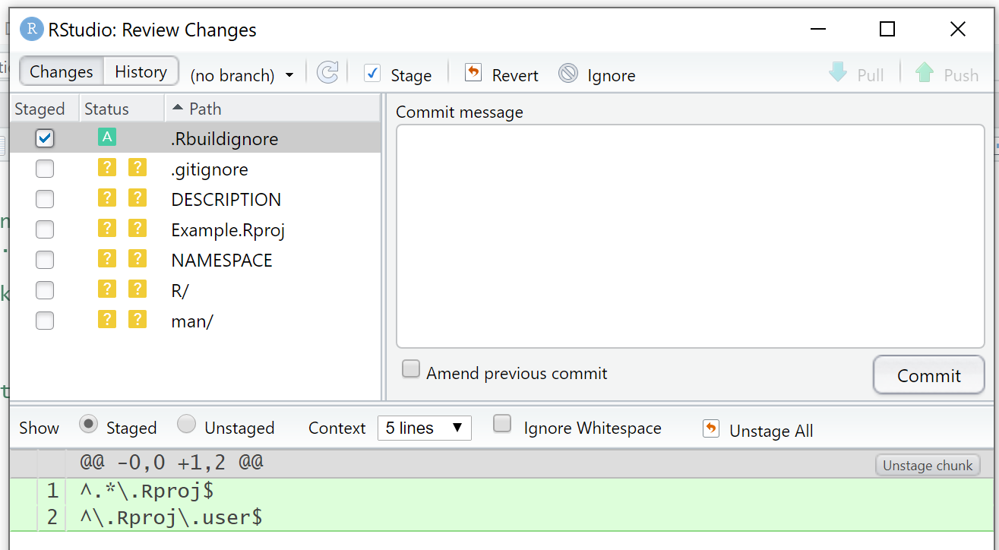 R RStudio: Review Changes
Changes History (no branch) Stage Revert Ignore Pull Push
Staged Status Path
A .Rbuildignore
? ? .gitignore
? ? DESCRIPTION
? ? Example.Rproj
? ? NAMESPACE
? ? R/
? ? man/
Commit message
Amend previous commit
Commit
Show Staged Unstaged Context 5 lines Ignore Whitespace Unstage All
@@ -0,0 +1,2 @@ Unstage chunk
1 ^.*\.Rproj$
2 ^\.Rproj\.user$